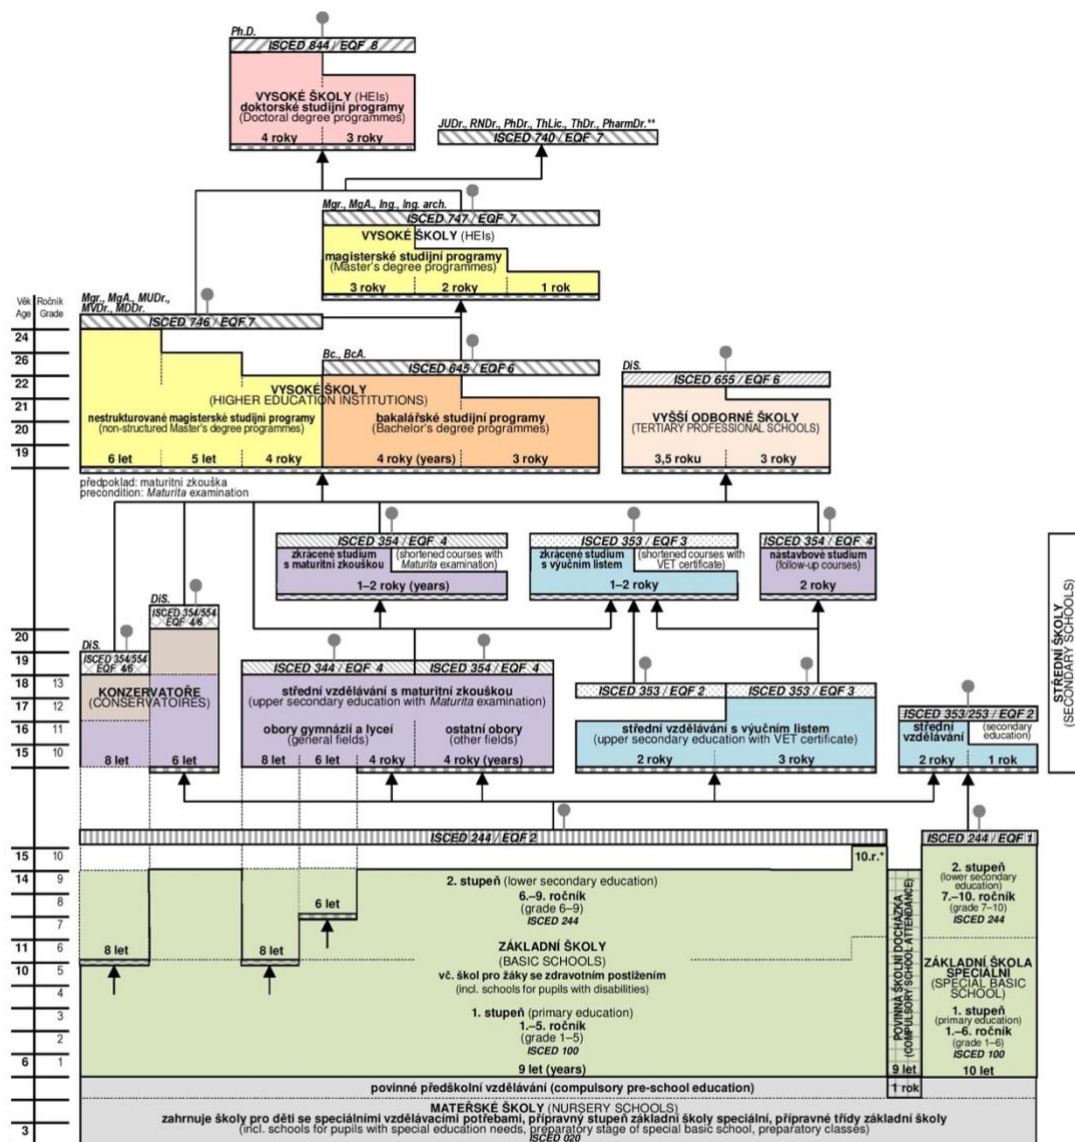 Ph.D.
ISCED 844 / EQF 8
VYSOKÉ ŠKOLY (HEIs)
doktorské studijní programy
(Doctoral degree programmes)
4 roky
3 roky
JUDr., RNDr., PhDr., ThLic., ThDr., PharmDr.**
ISCED 740 / EQF 7
Mgr., MgA., Ing., Ing. arch.
ISCED 747 / EQF 7
VYSOKÉ ŠKOLY (HEIs)
magisterské studijní programy
(Master's degree programmes)
3 roky
2 roky
1 rok
Věk Ročník
Age Grade
Mgr., MgA., MUDr.,
MVDr., MDDr.
ISCED 746 / EQF 7
24
26
22
21
20
19
Bc., BcA.
ISCED 645 / EQF 6
DiS.
ISCED 655 / EQF 6
VYSOKÉ ŠKOLY
(HIGHER EDUCATION INSTITUTIONS)
nestrukturované magisterské studijní programy
(non-structured Master's degree programmes)
6 let
5 let
4 roky
bakalářské studijní programy
(Bachelor's degree programmes)
4 roky (years)
3 roky
VYŠŠÍ ODBORNÉ ŠKOLY
(TERTIARY PROFESSIONAL SCHOOLS)
3,5 roku
3 roky
předpoklad: maturitní zkouška
precondition: Maturita examination
ISCED 354 / EQF 4
zkrácené studium
s maturitní zkouškou
(shortened courses with
Maturita examination)
1–2 roky (years)
ISCED 353 / EQF 3
zkrácené studium
s výučním listem
(shortened courses with
VET certificate)
1–2 roky
ISCED 354 / EQF 4
nástavbové studium
(follow-up courses)
2 roky
STŘEDNÍ ŠKOLY
(SECONDARY SCHOOLS)
DiS.
ISCED 354/554
EQF 4/6
DiS.
ISCED 354/554
EQF 4/6
20
19
18 13
17 12
16 11
15 10
KONZERVATOŘE
(CONSERVATOIRES)
8 let
6 let
ISCED 344 / EQF 4
ISCED 354 / EQF 4
střední vzdělávání s maturitní zkouškou
(upper secondary education with Maturita examination)
obory gymnázií a lyceí
(general fields)
ostatní obory
(other fields)
8 let
6 let
4 roky
4 roky (years)
ISCED 353 / EQF 2
ISCED 353 / EQF 3
střední vzdělávání s výučním listem
(upper secondary education with VET certificate)
2 roky
3 roky
ISCED 353/253 / EQF 2
střední
vzdělávání
(secondary
education)
2 roky
1 rok
ISCED 244 / EQF 2
ISCED 244 / EQF 1
15 10
14 9
8
7
11 6
10 5
4
3
2
6 1
3
10.r.*
8 let
8 let
6 let
2. stupeň (lower secondary education)
6.–9. ročník
(grade 6–9)
ISCED 244
ZÁKLADNÍ ŠKOLY
(BASIC SCHOOLS)
vč. škol pro žáky se zdravotním postižením
(incl. schools for pupils with disabilities)
1. stupeň (primary education)
1.–5. ročník
(grade 1–5)
ISCED 100
9 let (years)
POVINNÁ ŠKOLNÍ DOCHÁZKA
(COMPULSORY SCHOOL ATTENDANCE)
9 let
2. stupeň
(lower secondary
education)
7.–10. ročník
(grade 7–10)
ISCED 244
ZÁKLADNÍ ŠKOLA
SPECIÁLNÍ
(SPECIAL BASIC
SCHOOL)
1. stupeň
(primary education)
1.–6. ročník
(grade 1–6)
ISCED 100
10 let
povinné předškolní vzdělávání (compulsory pre-school education)
1 rok
MATEŘSKÉ ŠKOLY (NURSERY SCHOOLS)
zahrnuje školy pro děti se speciálními vzdělávacími potřebami, přípravný stupeň základní školy speciální, přípravné třídy základní školy
(incl. schools for pupils with special education needs, preparatory stage of special basic school, preparatory classes)
ISCED 020